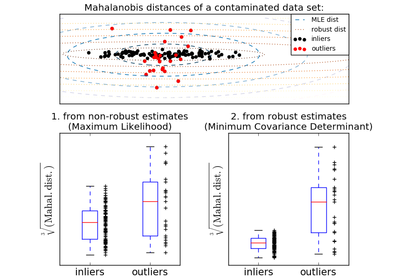 Mahalanobis distances of a contaminated data set:
MLE dist
robust dist
inliers
outliers
1. from non-robust estimates
(Maximum Likelihood)
2. from robust estimates
(Minimum Covariance Determinant)
∛(Mahal. dist.)
∛(Mahal. dist.)
inliers outliers
inliers outliers